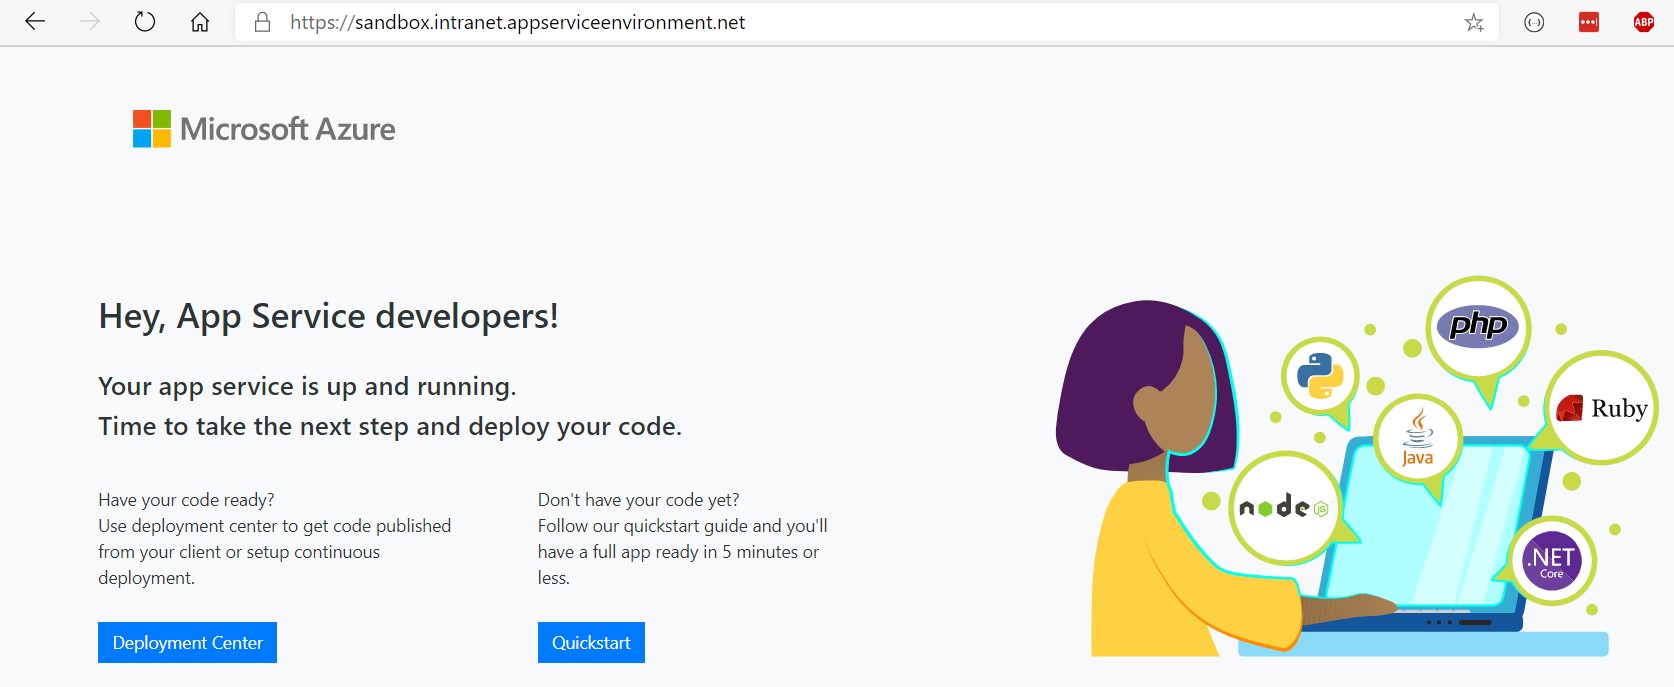 https://sandbox.intranet.appserviceenvironment.net
ABP
Microsoft Azure
Hey, App Service developers!
Your app service is up and running.
Time to take the next step and deploy your code.
Have your code ready?
Use deployment center to get code published
from your client or setup continuous
deployment.
Deployment Center
Don't have your code yet?
Follow our quickstart guide and you'll
have a full app ready in 5 minutes or
less.
Quickstart
php
Ruby
Java
node
JS
.NET
Core